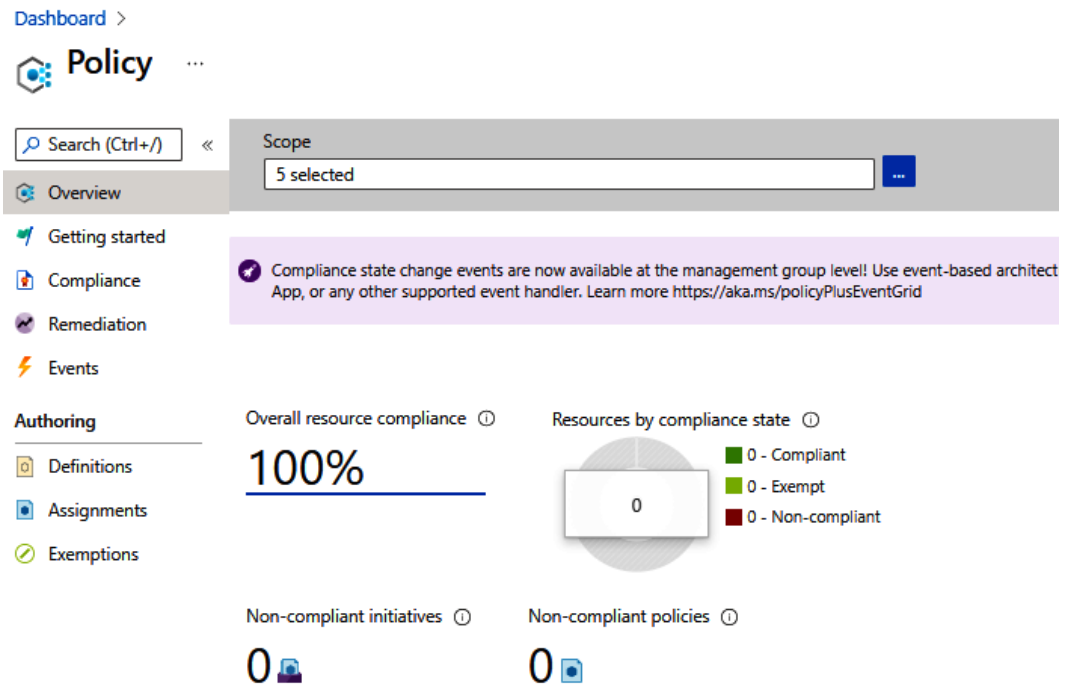 Dashboard >
Policy ...
Search (Ctrl+/) «
Overview
Getting started
Compliance
Remediation
Events
Authoring
Definitions
Assignments
Exemptions
Scope
5 selected
...
Compliance state change events are now available at the management group level! Use event-based architect
App, or any other supported event handler. Learn more https://aka.ms/policyPlusEventGrid
Overall resource compliance
100%
Resources by compliance state
0
0 - Compliant
0 - Exempt
0 - Non-compliant
Non-compliant initiatives
0
Non-compliant policies
0